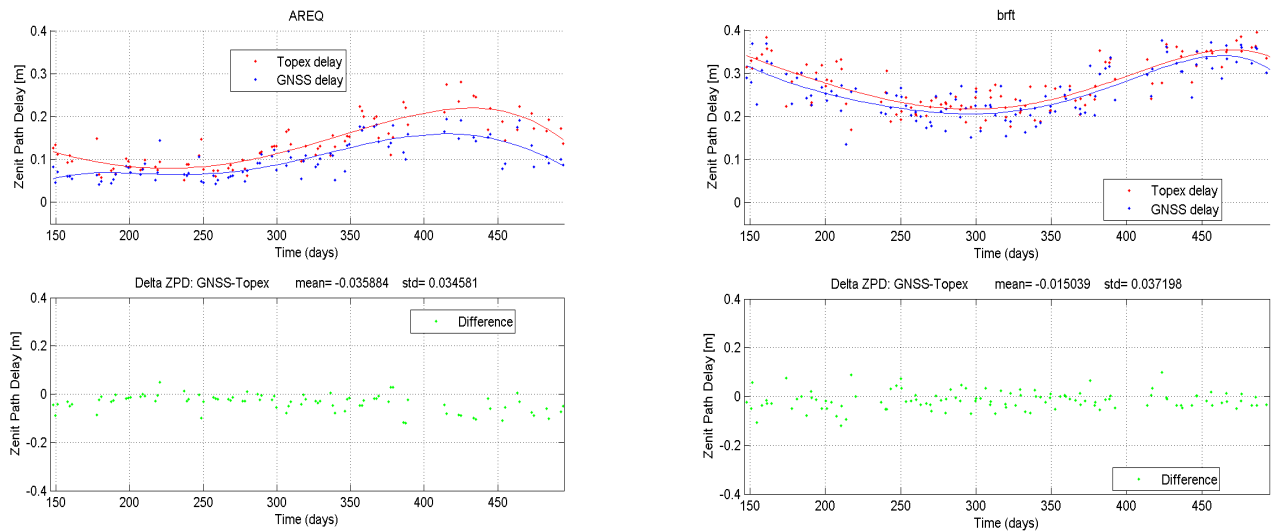 AREQ
0.4
0.3
0.2
0.1
0
Zenit Path Delay [m]
Topex delay
GNSS delay
150 200 250 300 350 400 450
Time (days)
brft
0.4
0.3
0.2
0.1
0
Zenit Path Delay [m]
Topex delay
GNSS delay
150 200 250 300 350 400 450
Time (days)
Delta ZPD: GNSS-Topex mean= -0.035884 std= 0.034581
0.4
0.2
0
-0.2
-0.4
Zenit Path Delay [m]
Difference
150 200 250 300 350 400 450
Time (days)
Delta ZPD: GNSS-Topex mean= -0.015039 std= 0.037198
0.4
0.2
0
-0.2
-0.4
Zenit Path Delay [m]
Difference
150 200 250 300 350 400 450
Time (days)